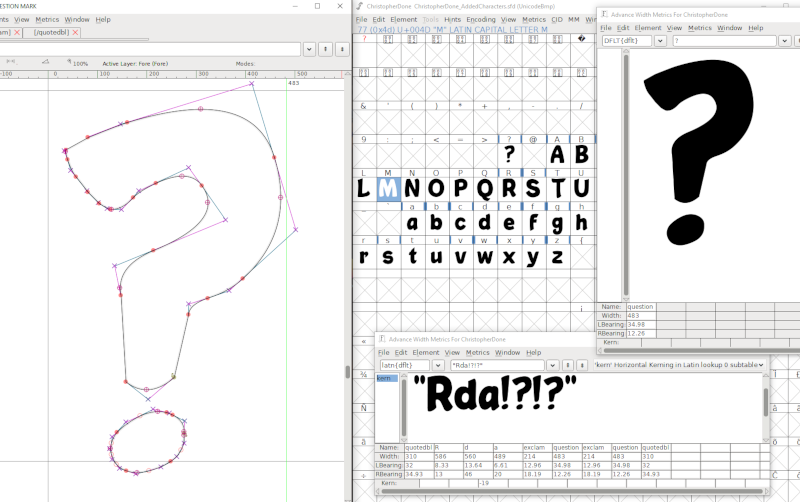 ESTION MARK
nts View Metrics Window Help
am) × (/quotedbl) ×
100% Active Layer: Fore (Fore) Modes:
-100 0 100 200 300 400 500
483
ChristopherDone ChristopherDone_AddedCharacters.sfd (UnicodeBmp)
File Edit Element Tools Hints Encoding View Metrics CID MM Window
77 (0x4d) U+004D "M" LATIN CAPITAL LETTER M
& ' ( ) * + , - . /
9 : ; < = > ? @ A B
? A B
L M N O P Q R S T U
L M N O P Q R S T U
` a b c d e f g h
a b c d e f g h
r s t u v w x y z {
r s t u v w x y z
Advance Width Metrics For ChristopherDone
File Edit Element View Metrics Window Help
DFLT{dflt} ?
?
Name: question
Width: 483
LBearing: 34.98
RBearing: 12.26
Kern:
Advance Width Metrics For ChristopherDone
File Edit Element View Metrics Window Help
latn{dflt} "Rda!?!?" 'kern' Horizontal Kerning in Latin lookup 0 subtable
kern
"Rda!?!?"
Name: quotedbl R d a exclam question exclam question quotedbl
Width: 310 586 560 489 214 483 214 483 310
LBearing: 32 8.33 13.64 6.61 12.96 34.98 12.96 34.98 32
RBearing: 34.93 13 46 20 18.19 12.26 18.19 12.26 34.93
Kern: -19